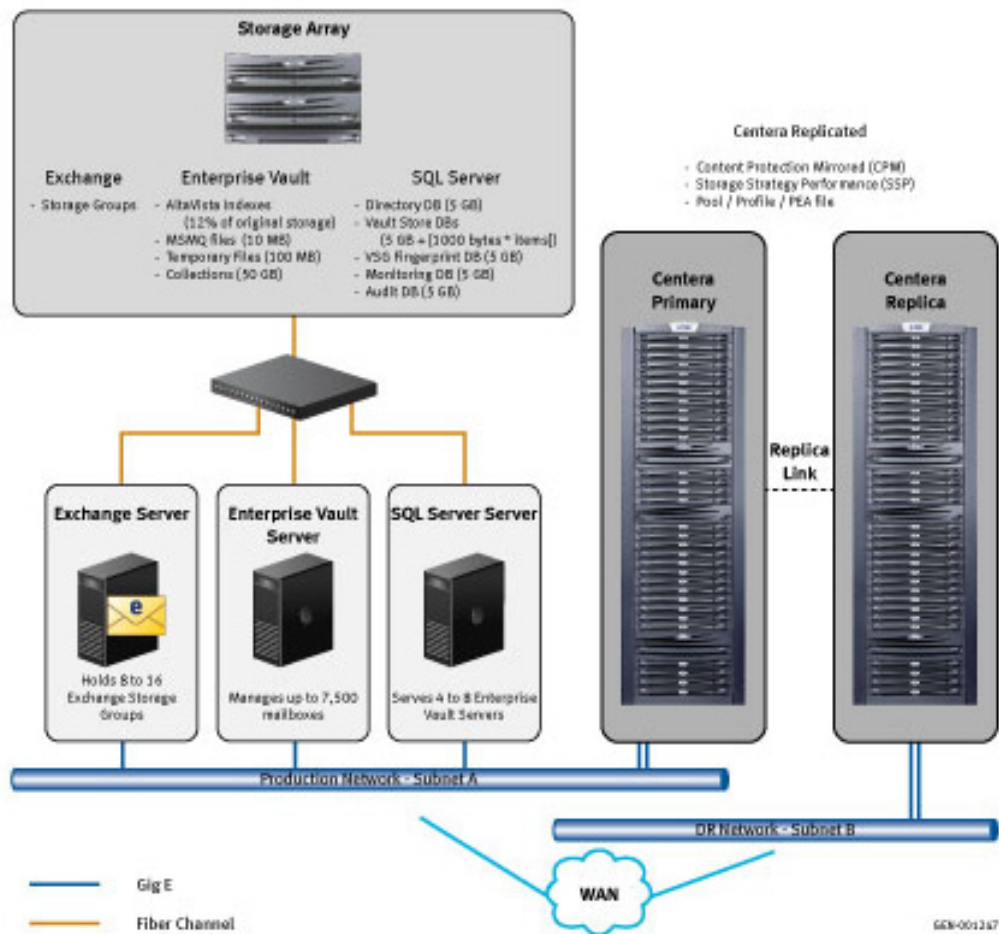 Storage Array
Exchange
- Storage Groups
Enterprise Vault
- AltaVista Indexes
(12% of original storage)
- MSMQ files (10 MB)
- Temporary Files (100 MB)
- Collections (50 GB)
SQL Server
- Directory DB (5 GB)
- Vault Store DBs
(5 GB + [1000 bytes * items])
- VSG Fingerprint DB (5 GB)
- Monitoring DB (5 GB)
- Audit DB (5 GB)
Centera Replicated
- Content Protection Mirrored (CPM)
- Storage Strategy Performance (SSP)
- Pool / Profile / PEA file
Centera
Primary
Centera
Replica
Replica
Link
Exchange Server
e
Holds 8 to 16
Exchange Storage
Groups
Enterprise Vault
Server
Manages up to 7,500
mailboxes
SQL Server Server
Serves 4 to 8 Enterprise
Vault Servers
Production Network - Subnet A
DR Network - Subnet B
WAN
Gig E
Fiber Channel
GEN-001267